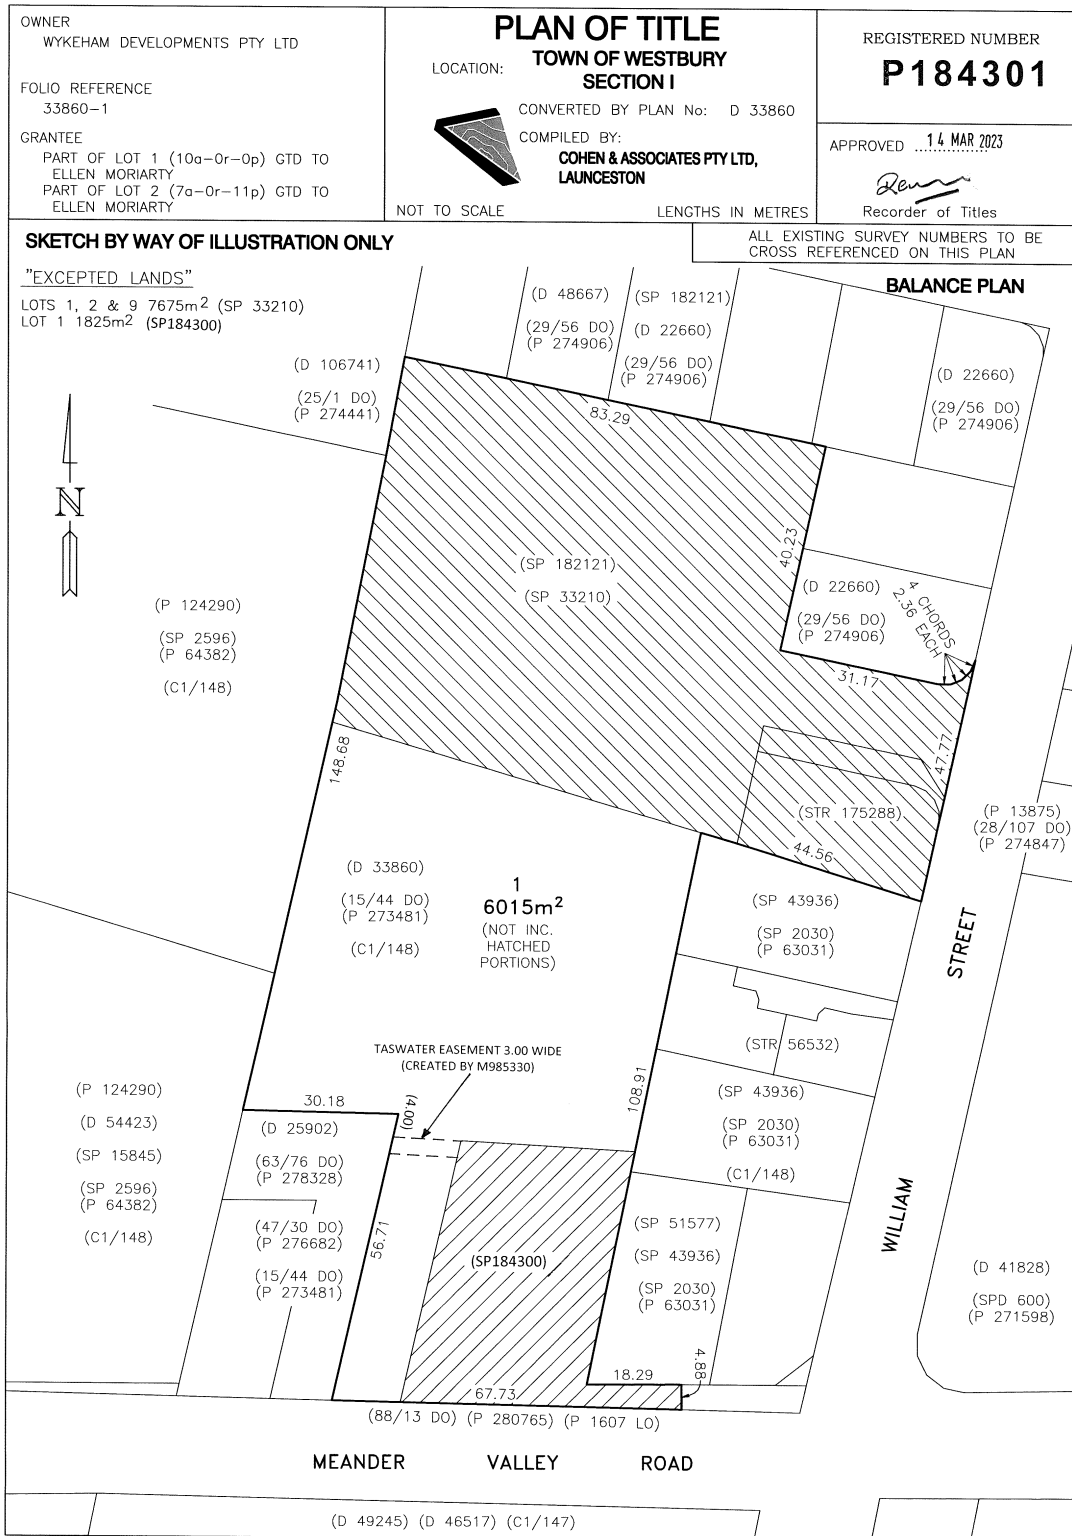 OWNER
WYKEHAM DEVELOPMENTS PTY LTD
FOLIO REFERENCE
33860-1
GRANTEE
PART OF LOT 1 (10a-0r-0p) GTD TO
ELLEN MORIARTY
PART OF LOT 2 (7a-0r-11p) GTD TO
ELLEN MORIARTY
PLAN OF TITLE
LOCATION:
TOWN OF WESTBURY
SECTION I
CONVERTED BY PLAN No: D 33860
COMPILED BY:
COHEN & ASSOCIATES PTY LTD,
LAUNCESTON
NOT TO SCALE
LENGTHS IN METRES
REGISTERED NUMBER
P184301
APPROVED 14 MAR 2023
Recorder of Titles
SKETCH BY WAY OF ILLUSTRATION ONLY
ALL EXISTING SURVEY NUMBERS TO BE
CROSS REFERENCED ON THIS PLAN
"EXCEPTED LANDS"
LOTS 1, 2 & 9 7675m² (SP 33210)
LOT 1 1825m² (SP184300)
BALANCE PLAN
(D 48667)
(29/56 DO)
(P 274906)
(SP 182121)
(D 22660)
(29/56 DO)
(P 274906)
(D 106741)
(25/1 DO)
(P 274441)
(D 22660)
(29/56 DO)
(P 274906)
83.29
N
40.23
(SP 182121)
(SP 33210)
(D 22660)
(29/56 DO)
(P 274906)
4 CHORDS
2.36 EACH
31.17
(P 124290)
(SP 2596)
(P 64382)
(C1/148)
148.68
47.77
(STR 175288)
44.56
(P 13875)
(28/107 DO)
(P 274847)
(D 33860)
(15/44 DO)
(P 273481)
(C1/148)
1
6015m²
(NOT INC.
HATCHED
PORTIONS)
(SP 43936)
(SP 2030)
(P 63031)
STREET
(STR 56532)
TASWATER EASEMENT 3.00 WIDE
(CREATED BY M985330)
108.91
(SP 43936)
(SP 2030)
(P 63031)
(C1/148)
30.18
(4.00)
(P 124290)
(D 54423)
(SP 15845)
(SP 2596)
(P 64382)
(C1/148)
(D 25902)
(63/76 DO)
(P 278328)
(47/30 DO)
(P 276682)
(15/44 DO)
(P 273481)
56.71
(SP184300)
(SP 51577)
(SP 43936)
(SP 2030)
(P 63031)
WILLIAM
(D 41828)
(SPD 600)
(P 271598)
18.29
4.88
67.73
(88/13 DO) (P 280765) (P 1607 LO)
MEANDER VALLEY ROAD
(D 49245) (D 46517) (C1/147)